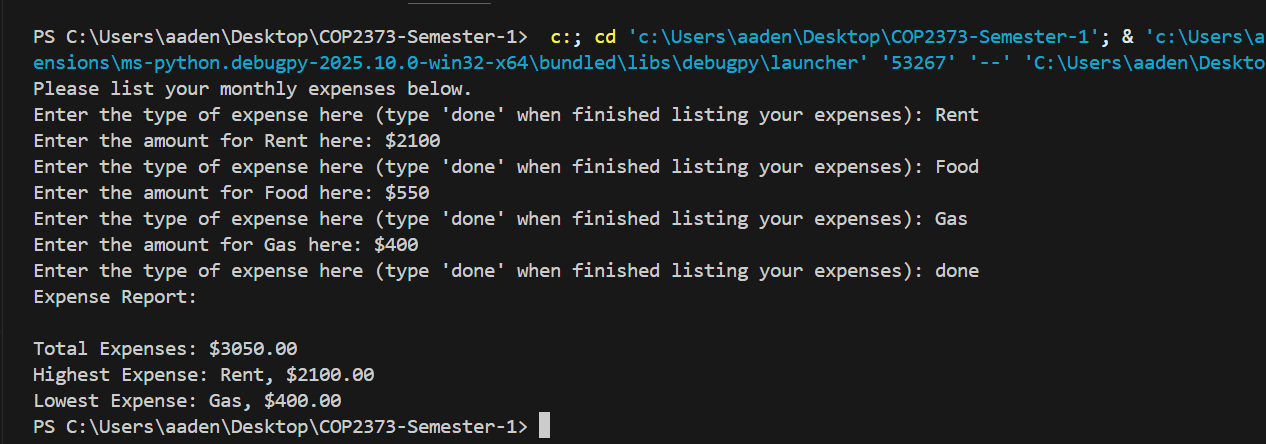 PS C:\Users\aaden\Desktop\COP2373-Semester-1>  c:; cd 'c:\Users\aaden\Desktop\COP2373-Semester-1'; & 'c:\Users\a
ensions\ms-python.debugpy-2025.10.0-win32-x64\bundled\libs\debugpy\launcher' '53267' '--' 'C:\Users\aaden\Deskto
Please list your monthly expenses below.
Enter the type of expense here (type 'done' when finished listing your expenses): Rent
Enter the amount for Rent here: $2100
Enter the type of expense here (type 'done' when finished listing your expenses): Food
Enter the amount for Food here: $550
Enter the type of expense here (type 'done' when finished listing your expenses): Gas
Enter the amount for Gas here: $400
Enter the type of expense here (type 'done' when finished listing your expenses): done
Expense Report:

Total Expenses: $3050.00
Highest Expense: Rent, $2100.00
Lowest Expense: Gas, $400.00
PS C:\Users\aaden\Desktop\COP2373-Semester-1>